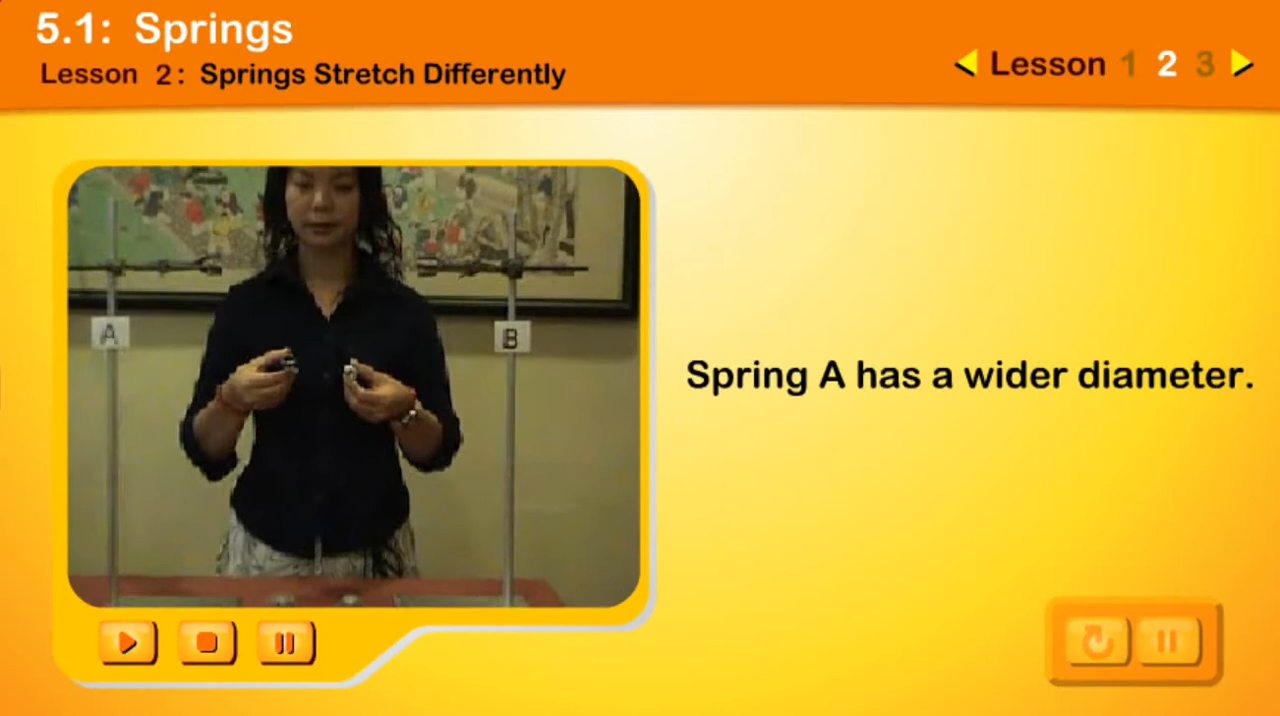 5.1: Springs
Lesson 2: Springs Stretch Differently
Lesson 1 2 3
A
B
Spring A has a wider diameter.